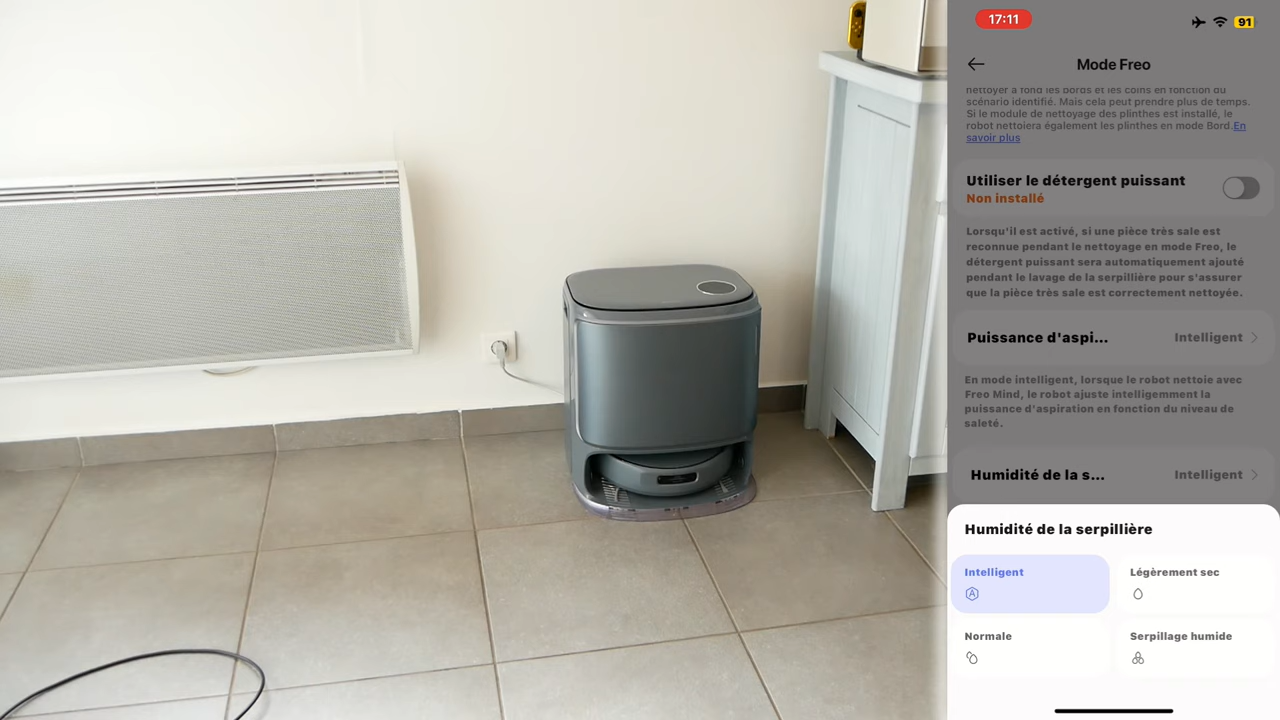 17:11
91
Mode Freo
nettoyer à fond les bords et les coins en fonction du
scénario identifié. Mais cela peut prendre plus de temps.
Si le module de nettoyage des plinthes est installé, le
robot nettoiera également les plinthes en mode Bord.En
savoir plus
Utiliser le détergent puissant
Non installé
Lorsqu'il est activé, si une pièce très sale est
reconnue pendant le nettoyage en mode Freo, le
détergent puissant sera automatiquement ajouté
pendant le lavage de la serpillière pour s'assurer
que la pièce très sale est correctement nettoyée.
Puissance d'aspi... Intelligent
En mode intelligent, lorsque le robot nettoie avec
Freo Mind, le robot ajuste intelligemment la
puissance d'aspiration en fonction du niveau de
saleté.
Humidité de la s... Intelligent
Humidité de la serpillière
Intelligent
Légèrement sec
Normale
Serpillage humide